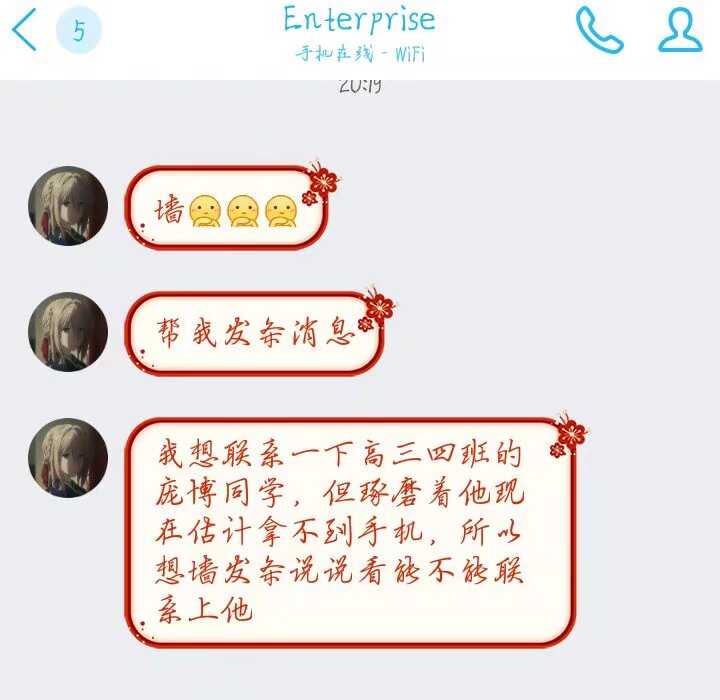 5
Enterprise
手机在线 - WiFi
20:19
墙
帮我发条消息
我想联系一下高三四班的
庞博同学，但琢磨着他现
在估计拿不到手机，所以
想墙发条说说看能不能联
系上他